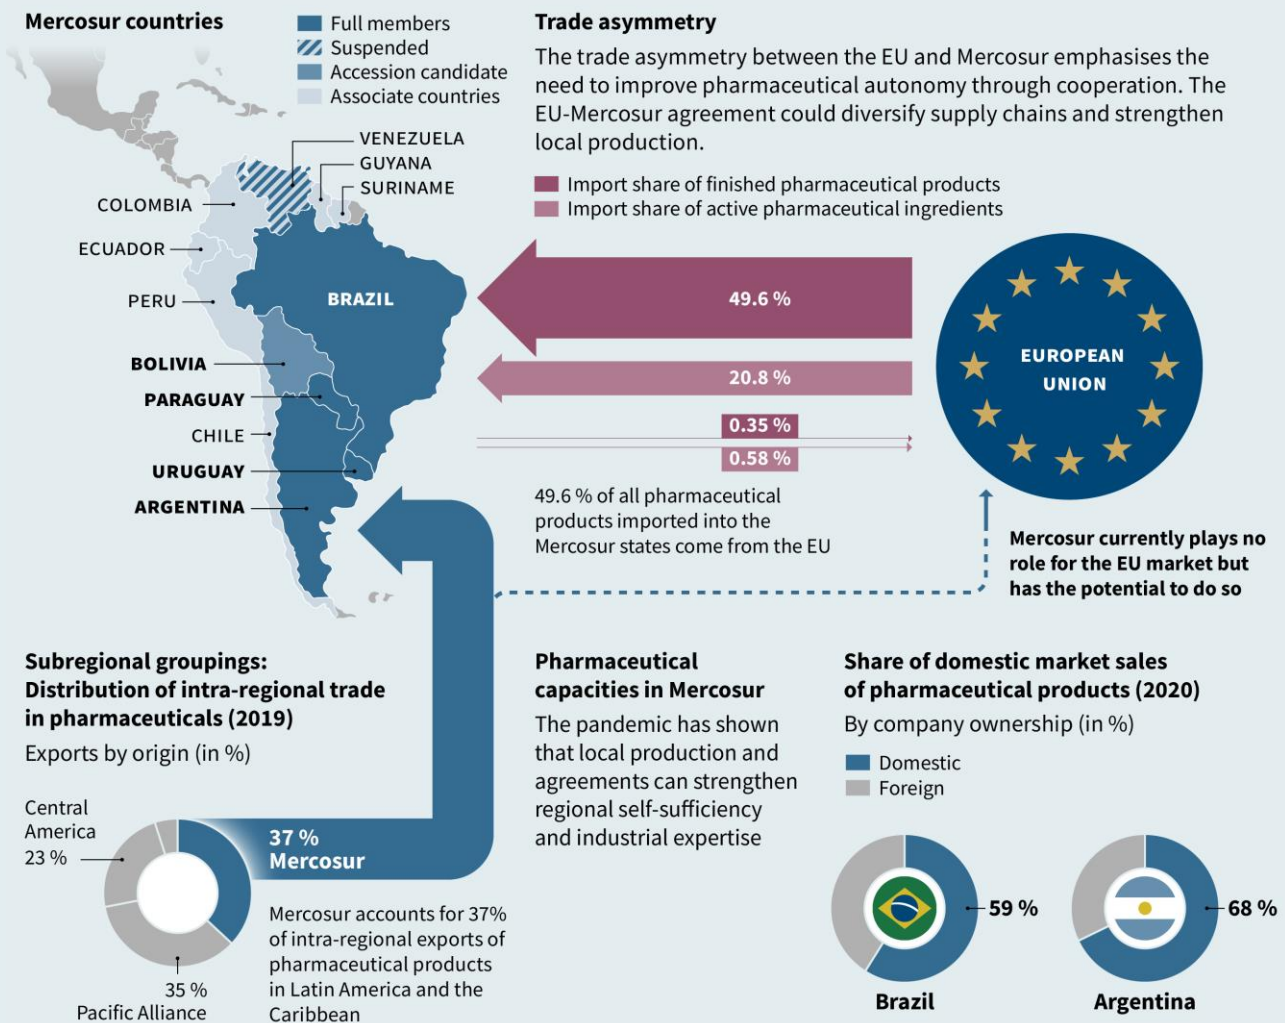 Mercosur countries
Full members
Suspended
Accession candidate
Associate countries
VENEZUELA
GUYANA
SURINAME
COLOMBIA
ECUADOR
PERU
BRAZIL
BOLIVIA
PARAGUAY
CHILE
URUGUAY
ARGENTINA
Trade asymmetry
The trade asymmetry between the EU and Mercosur emphasises the
need to improve pharmaceutical autonomy through cooperation. The
EU-Mercosur agreement could diversify supply chains and strengthen
local production.
Import share of finished pharmaceutical products
Import share of active pharmaceutical ingredients
49.6 %
20.8 %
0.35 %
0.58 %
EUROPEAN
UNION
49.6 % of all pharmaceutical
products imported into the
Mercosur states come from the EU
Mercosur currently plays no
role for the EU market but
has the potential to do so
Subregional groupings:
Distribution of intra-regional trade
in pharmaceuticals (2019)
Exports by origin (in %)
Central
America
23 %
37 %
Mercosur
35 %
Pacific Alliance
Mercosur accounts for 37%
of intra-regional exports of
pharmaceutical products
in Latin America and the
Caribbean
Pharmaceutical
capacities in Mercosur
The pandemic has shown
that local production and
agreements can strengthen
regional self-sufficiency
and industrial expertise
Share of domestic market sales
of pharmaceutical products (2020)
By company ownership (in %)
Domestic
Foreign
59 %
Brazil
68 %
Argentina